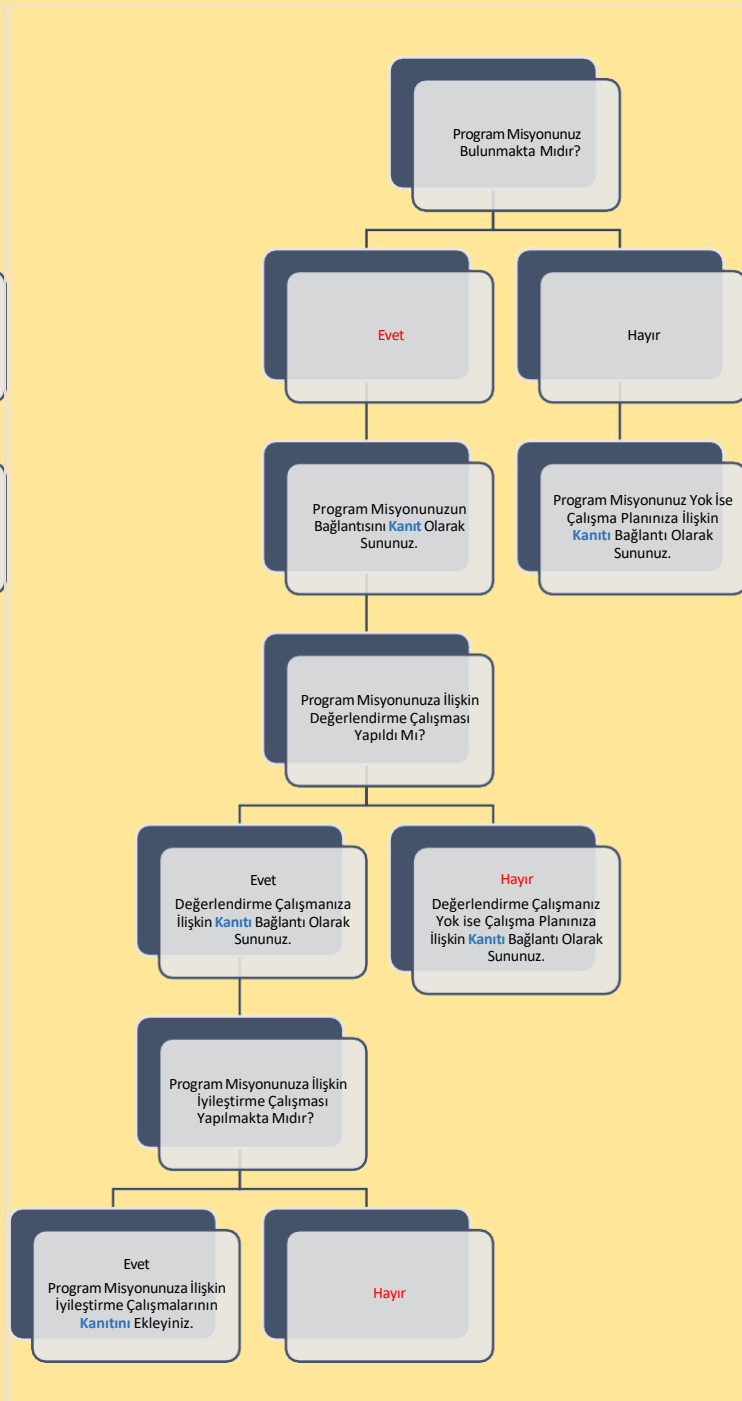 Program Misyonunuz
Bulunmakta Mıdır?
Evet
Hayır
Program Misyonunuzun
Bağlantısını Kanıt Olarak
Sununuz.
Program Misyonunuz Yok İse
Çalışma Planınıza İlişkin
Kanıtı Bağlantı Olarak
Sununuz.
Program Misyonunuza İlişkin
Değerlendirme Çalışması
Yapıldı Mı?
Evet
Değerlendirme Çalışmanıza
İlişkin Kanıtı Bağlantı Olarak
Sununuz.
Hayır
Değerlendirme Çalışmanız
Yok ise Çalışma Planınıza
İlişkin Kanıtı Bağlantı Olarak
Sununuz.
Program Misyonunuza İlişkin
İyileştirme Çalışması
Yapılmakta Mıdır?
Evet
Program Misyonunuza İlişkin
İyileştirme Çalışmalarının
Kanıtını Ekleyiniz.
Hayır